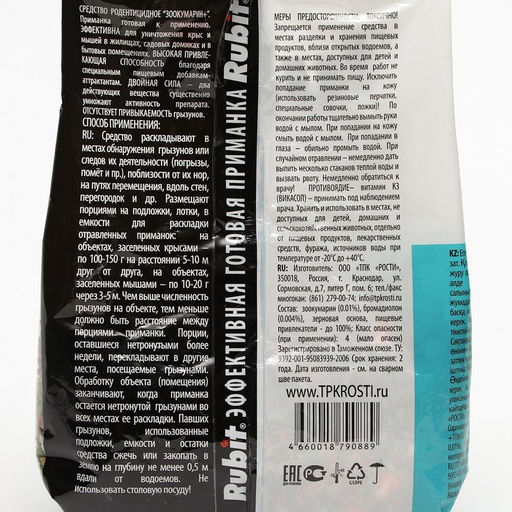 СРЕДСТВО РОДЕНТИЦИДНОЕ "ЗООКУМАРИН+".
Приманка готовая к применению.
ЭФФЕКТИВНА для уничтожения крыс и
мышей в жилищах, садовых домиках и в
бытовых помещениях. ВЫСОКАЯ ПРИВЛЕ-
КАЮЩАЯ СПОСОБНОСТЬ благодаря
специальным пищевым добавкам-
аттрактантам. ДВОЙНАЯ СИЛА – два
действующих вещества существенно
умножают активность препарата.
ОТСУТСТВУЕТ ПРИВЫКАЕМОСТЬ грызунов.
СПОСОБ ПРИМЕНЕНИЯ:
RU: Средство раскладывают в
местах обнаружения грызунов или
следов их деятельности (погрызы,
помёт и пр.), поблизости от их нор,
на путях перемещения, вдоль стен,
перегородок и др. Размещают
порциями на подложки, лотки, в
емкости для раскладки
отравленных приманок на
объектах, заселенных крысами –
по 100-150 г на расстоянии 5-10 м
друг от друга, на объектах,
заселенных мышами – по 10-20 г
через 3-5 м. Чем выше численность
грызунов на объекте, тем меньше
должно быть расстояние между
порциями приманки. Порции,
оставшиеся нетронутыми более
недели, перекладывают в другие
места, посещаемые грызунами.
Обработку объекта (помещения)
заканчивают, когда приманка
остается нетронутой грызунами во
всех местах ее раскладки. Павших
грызунов, использованные
подложки, емкости и остатки
средства сжечь или закопать в
землю на глубину не менее 0,5 м
вдали от водоемов. Не
использовать столовую посуду!
Rubit® ЭФФЕКТИВНАЯ ГОТОВАЯ ПРИМАНКА Rubit®
МЕРЫ ПРЕДОСТОРОЖНОСТИ: ТОКСИЧНО!
Запрещается применение средства в
местах разделки и хранения пищевых
продуктов, вблизи открытых водоемов, а
также в местах, доступных для детей и
домашних животных. Во время работ не
курить и не принимать пищу. Исключить
попадание приманки на кожу
(использовать резиновые перчатки,
специальные совочки, ложки)! По
окончании работы тщательно вымыть руки
водой с мылом. При попадании на кожу –
смыть водой с мылом. При попадании в
глаза – обильно промыть водой. При
случайном отравлении - немедленно дать
выпить несколько стаканов теплой воды и
вызвать рвоту. Немедленно обратиться к
врачу! ПРОТИВОЯДИЕ– витамин К3
(ВИКАСОЛ) – принимать под наблюдением
врача. Хранить и использовать в местах, не
доступных для детей, домашних и
сельскохозяйственных животных, отдельно
от пищевых продуктов, лекарственных
средств, фуража, источников воды при
температуре от -20°С до +40°С.
RU: Изготовитель: ООО «ТПК «РОСТИ»,
350018, Россия, г. Краснодар, ул.
Сормовская, д.7, литер Г, пом. 6; тел./факс
многокан: (861) 279-00-74; info@tpkrosti.ru
Состав: зоокумарин (0.01%), бромадиолон
(0.004%), зерновая основа, пищевые
привлекатели - до 100%; Класс опасности
(при применении): 4 (мало опасен)
Зарегистрировано в Таможенном союзе. ТУ:
9392-001-95038939-2006 Срок хранения: 2
года. Дата изготовления - см. на сварном
шве пакета.
www.TPKROSTI.ru
4 660018 790889
EAC